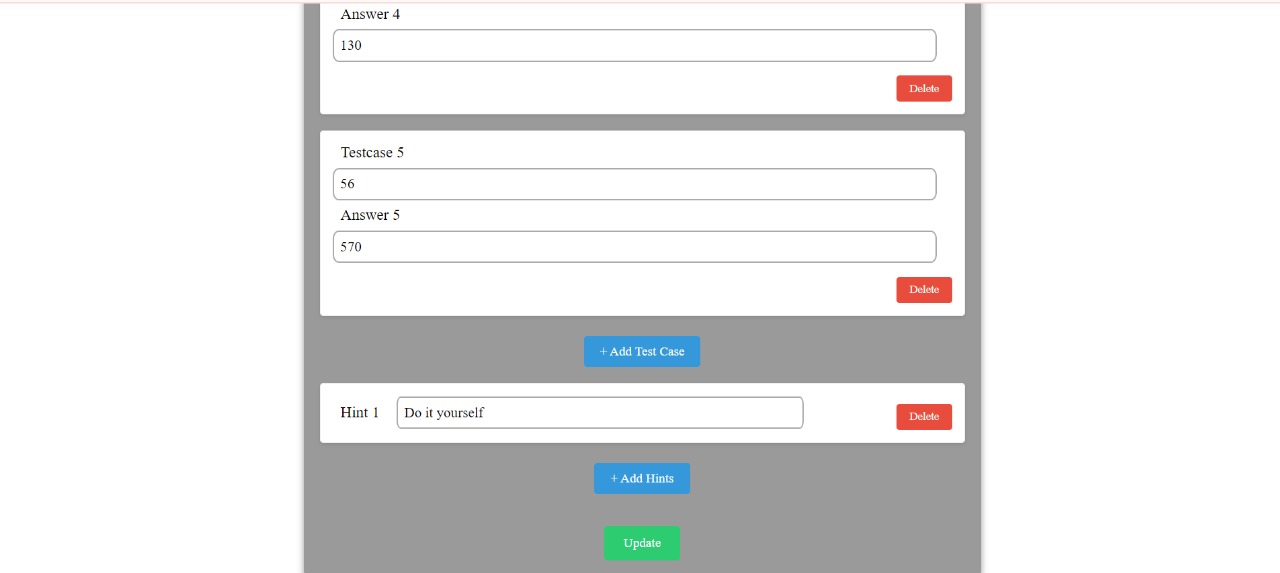 Answer 4
130
Delete
Testcase 5
56
Answer 5
570
Delete
+ Add Test Case
Hint 1 Do it yourself Delete
+ Add Hints
Update